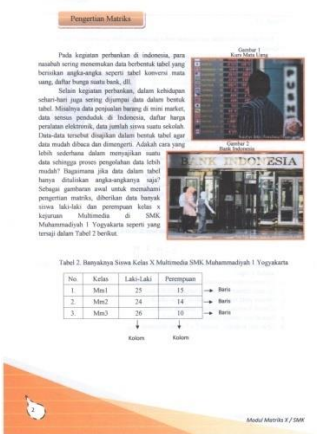 Pengertian Matriks
Pada kegiatan perbankan di indonesia, para
nasabah sering menemukan data berbentuk tabel yang
berisikan angka-angka seperti tabel konversi mata
uang, daftar bunga suatu bank, dll.
Selain kegiatan perbankan, dalam kehidupan
sehari-hari juga sering dijumpai data dalam bentuk
tabel. Misalnya data penjualan barang di mini market,
data sensus penduduk di Indonesia, daftar harga
peralatan elektronik, data jumlah siswa suatu sekolah.
Data-data tersebut disajikan dalam bentuk tabel agar
data mudah dibaca dan dimengerti. Adakah cara yang
lebih sederhana dalam menyajikan suatu
data sehingga proses pengolahan data lebih
mudah? Bagaimana jika data dalam tabel
hanya dituliskan angka-angkanya saja?
Sebagai gambaran awal untuk memahami
pengertian matriks, diberikan data banyak
siswa laki-laki dan perempuan kelas x
kejuruan Multimedia di SMK
Muhammadiyah 1 Yogyakarta seperti yang
tersaji dalam Tabel 2 berikut.
Gambar 1
Kurs Mata Uang
Gambar 2
Bank Indonesia
BANK INDONESIA
Tabel 2. Banyaknya Siswa Kelas X Multimedia SMK Muhammadiyah 1 Yogyakarta
No. Kelas Laki-Laki Perempuan
1. Mm1 25 15 Baris
2. Mm2 24 14 Baris
3. Mm3 26 10 Baris
Kolom Kolom
2
Modul Matriks X / SMK